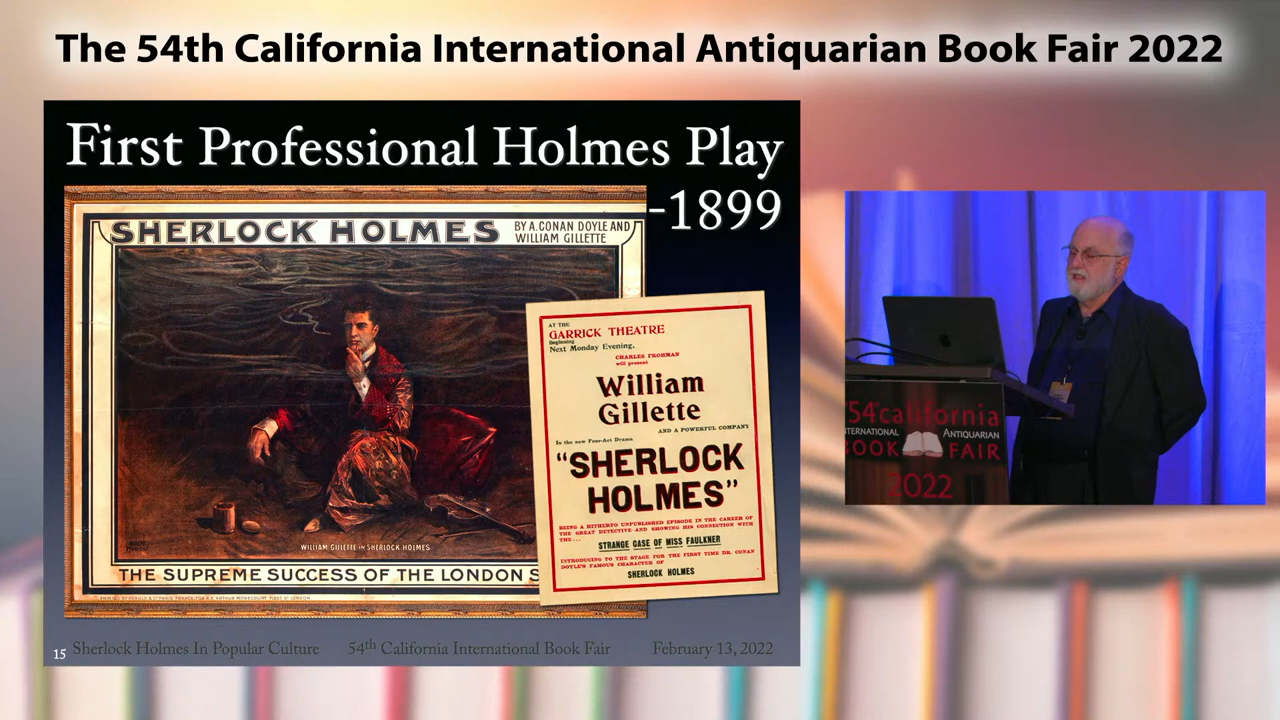 The 54th California International Antiquarian Book Fair 2022
First Professional Holmes Play
-1899
SHERLOCK HOLMES
BY A. CONAN DOYLE AND
WILLIAM GILLETTE
WILLIAM GILLETTE IN SHERLOCK HOLMES
THE SUPREME SUCCESS OF THE LONDON S
AT THE
GARRICK THEATRE
Beginning
Next Monday Evening,
CHARLES FROHMAN
will present
William
Gillette
AND A POWERFUL COMPANY
In the new Four-Act Drama
"SHERLOCK
HOLMES"
BEING A HITHERTO UNPUBLISHED EPISODE IN THE CAREER OF
THE GREAT DETECTIVE AND SHOWING HIS CONNECTION WITH
THE...
STRANGE CASE OF MISS FAULKNER
INTRODUCING TO THE STAGE FOR THE FIRST TIME DR. CONAN
DOYLE'S FAMOUS CHARACTER OF
SHERLOCK HOLMES
15 Sherlock Holmes In Popular Culture 54th California International Book Fair February 13, 2022
54th california
INTERNATIONAL ANTIQUARIAN
BOOK FAIR
2022